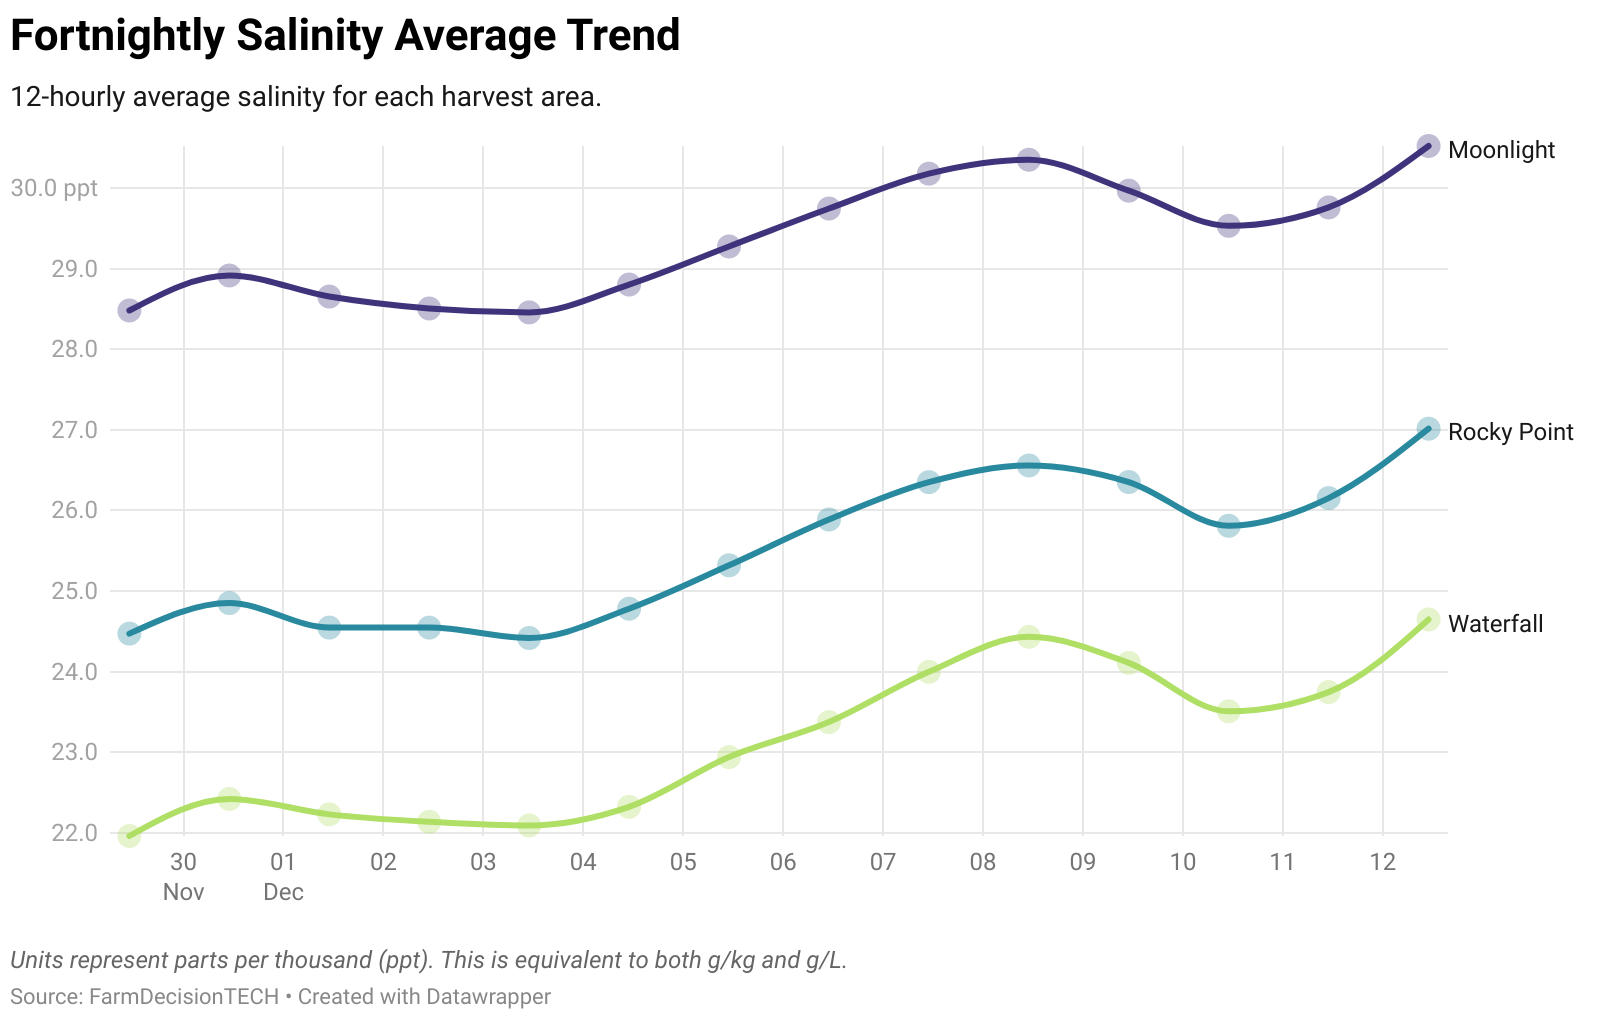 Fortnightly Salinity Average Trend
12-hourly average salinity for each harvest area.
Moonlight
30.0 ppt
29.0
28.0
27.0
Rocky Point
26.0
25.0
Waterfall
24.0
23.0
22.0
30 01 02 03 04 05 06 07 08 09 10 11 12
Nov Dec
Units represent parts per thousand (ppt). This is equivalent to both g/kg and g/L.
Source: FarmDecisionTECH • Created with Datawrapper